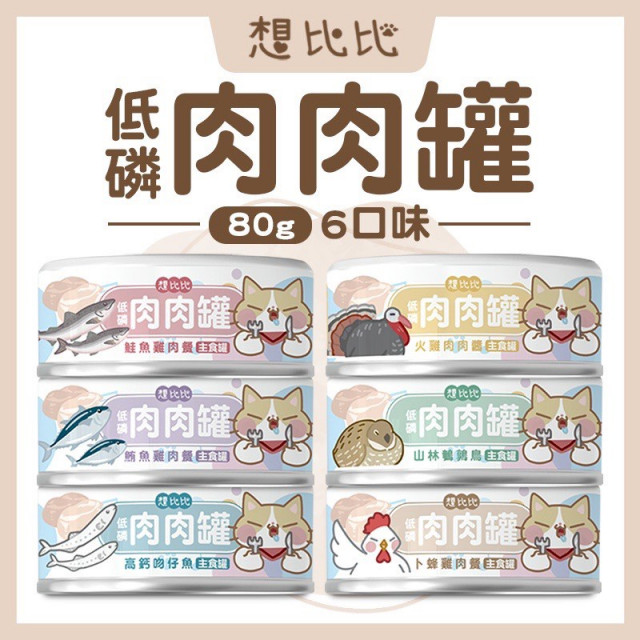 想比比
低磷
肉肉罐
80g
6口味
想比比
低磷
肉肉罐
鮭魚雞肉餐 主食罐
想比比
低磷
肉肉罐
火雞肉肉醬 主食罐
想比比
低磷
肉肉罐
鮪魚雞肉餐 主食罐
想比比
低磷
肉肉罐
山林鵪鶉鳥 主食罐
想比比
低磷
肉肉罐
高鈣吻仔魚 主食罐
想比比
低磷
肉肉罐
卜蜂雞肉餐 主食罐